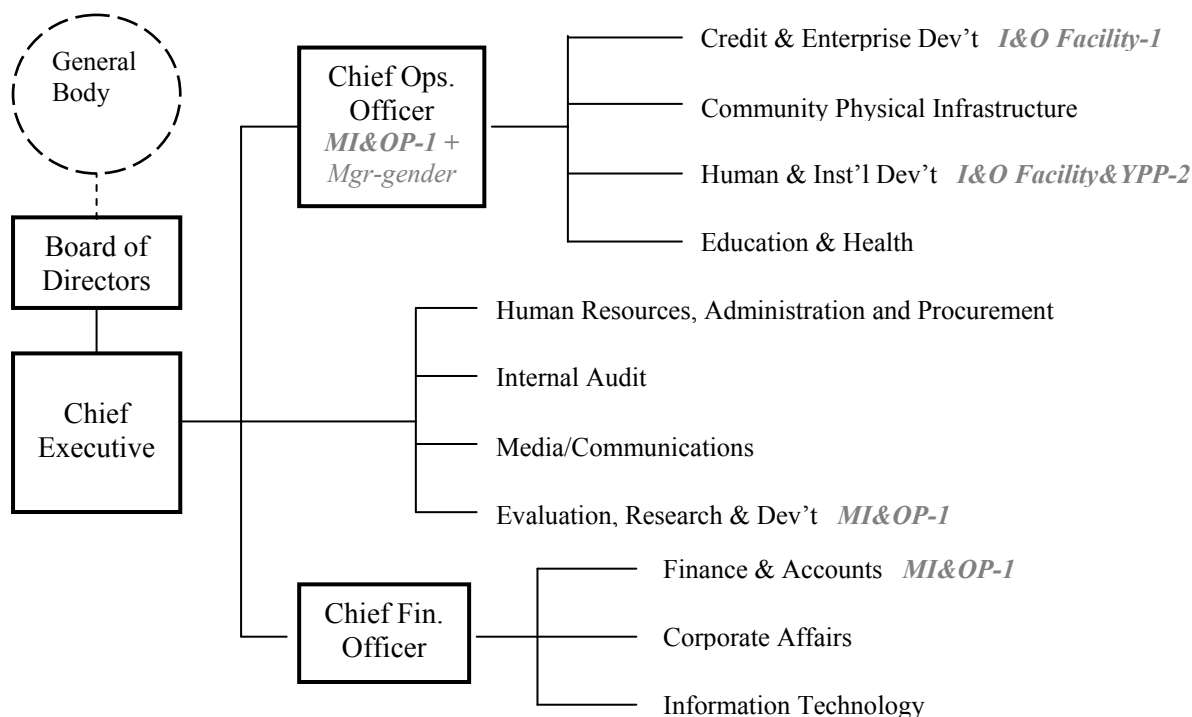 General
Body
Board of
Directors
Chief
Executive
Chief Ops.
Officer
MI&OP-1 +
Mgr-gender
Credit & Enterprise Dev’t I&O Facility-1
Community Physical Infrastructure
Human & Inst’l Dev’t I&O Facility&YPP-2
Education & Health
Human Resources, Administration and Procurement
Internal Audit
Media/Communications
Evaluation, Research & Dev’t MI&OP-1
Chief Fin.
Officer
Finance & Accounts MI&OP-1
Corporate Affairs
Information Technology